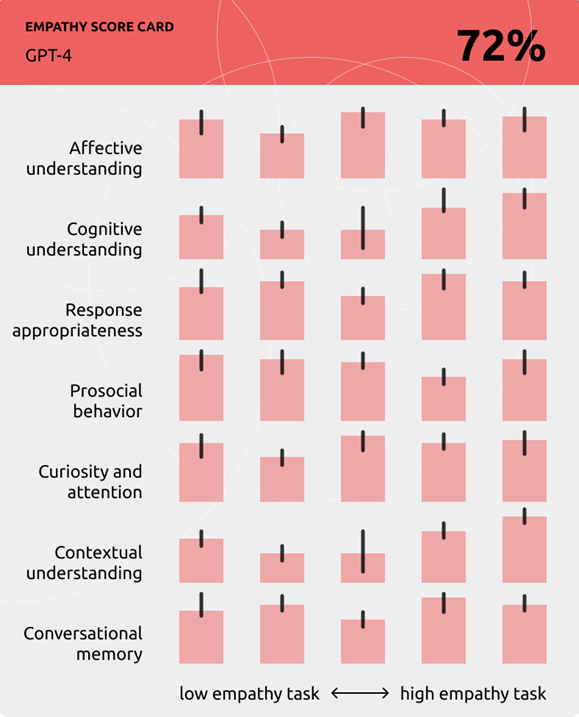 EMPATHY SCORE CARD
GPT-4
72%
Affective
understanding
Cognitive
understanding
Response
appropriateness
Prosocial
behavior
Curiosity and
attention
Contextual
understanding
Conversational
memory
low empathy task ⟷ high empathy task